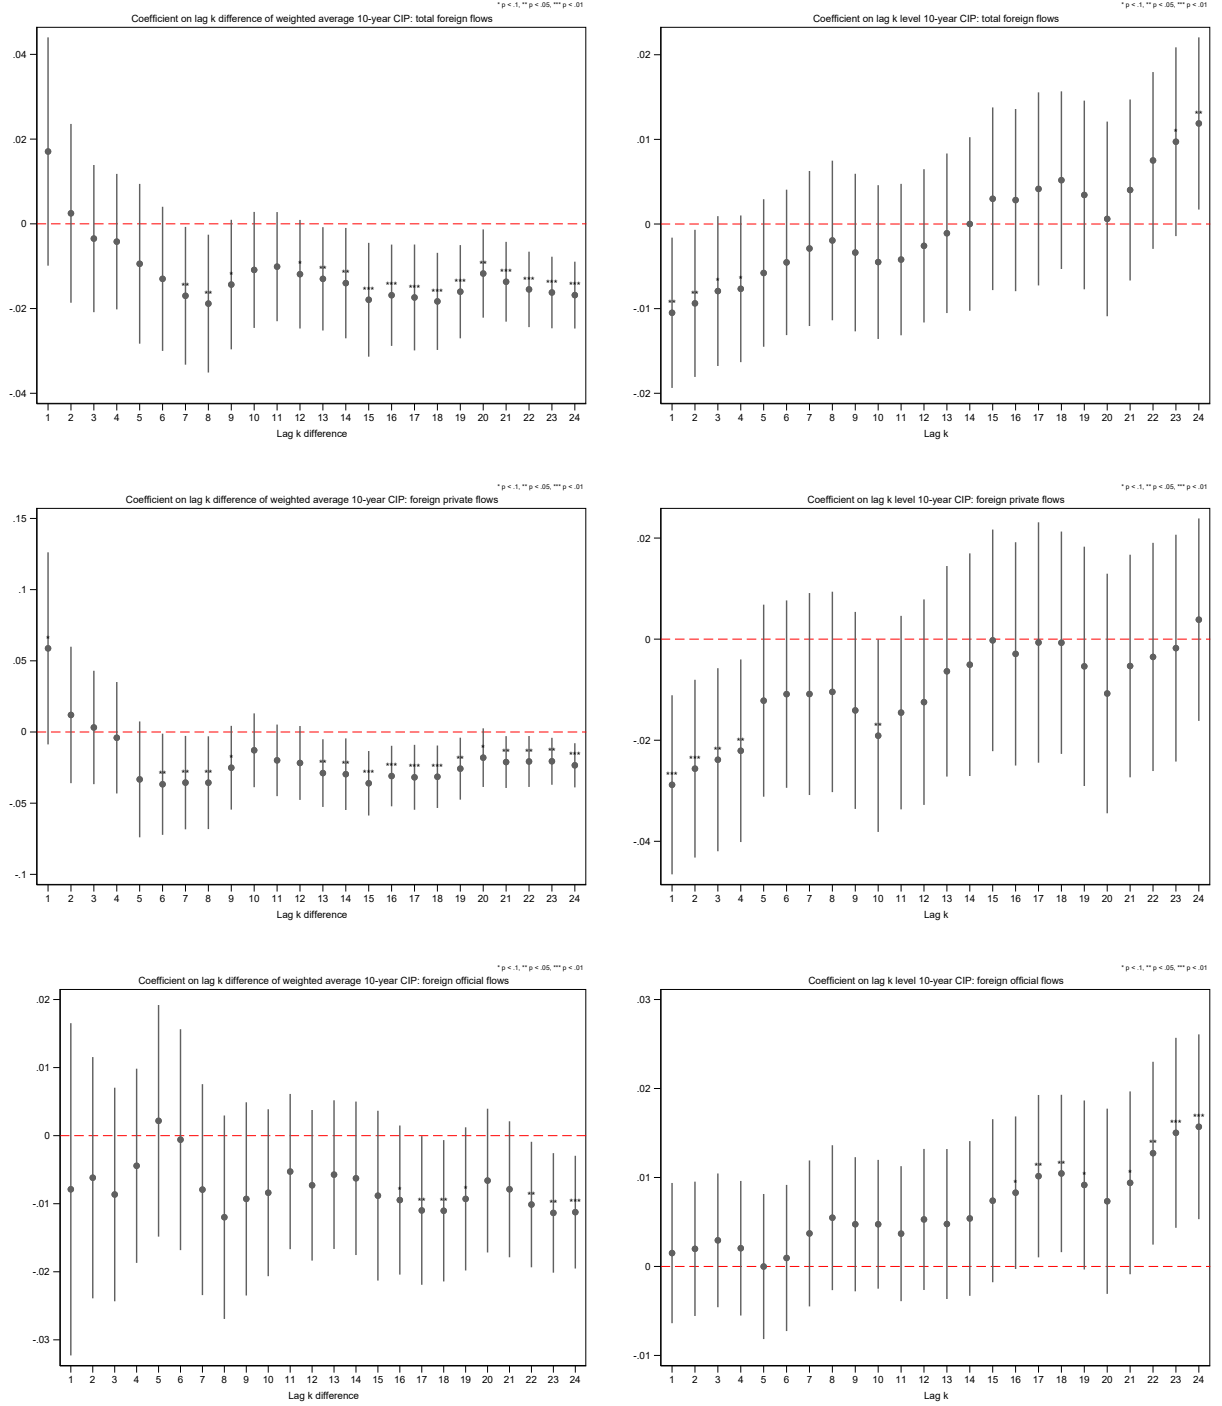 * p < .1, ** p < .05, *** p < .01
Coefficient on lag k difference of weighted average 10-year CIP: total foreign flows
.04
.02
0
-.02
-.04
** ** * * ** ** *** *** *** *** *** ** *** *** *** ***
1 2 3 4 5 6 7 8 9 10 11 12 13 14 15 16 17 18 19 20 21 22 23 24
Lag k difference
* p < .1, ** p < .05, *** p < .01
Coefficient on lag k level 10-year CIP: total foreign flows
.02
.01
0
-.01
-.02
** ** * * * **
1 2 3 4 5 6 7 8 9 10 11 12 13 14 15 16 17 18 19 20 21 22 23 24
Lag k
* p < .1, ** p < .05, *** p < .01
Coefficient on lag k difference of weighted average 10-year CIP: foreign private flows
.15
.1
.05
0
-.05
-.1
* ** ** ** * ** ** *** *** *** *** ** * ** ** ** ***
1 2 3 4 5 6 7 8 9 10 11 12 13 14 15 16 17 18 19 20 21 22 23 24
Lag k difference
* p < .1, ** p < .05, *** p < .01
Coefficient on lag k level 10-year CIP: foreign private flows
.02
0
-.02
-.04
*** *** ** ** **
1 2 3 4 5 6 7 8 9 10 11 12 13 14 15 16 17 18 19 20 21 22 23 24
Lag k
* p < .1, ** p < .05, *** p < .01
Coefficient on lag k difference of weighted average 10-year CIP: foreign official flows
.02
.01
0
-.01
-.02
-.03
* ** ** * ** ** ***
1 2 3 4 5 6 7 8 9 10 11 12 13 14 15 16 17 18 19 20 21 22 23 24
Lag k difference
* p < .1, ** p < .05, *** p < .01
Coefficient on lag k level 10-year CIP: foreign official flows
.03
.02
.01
0
-.01
* ** ** * * ** *** ***
1 2 3 4 5 6 7 8 9 10 11 12 13 14 15 16 17 18 19 20 21 22 23 24
Lag k